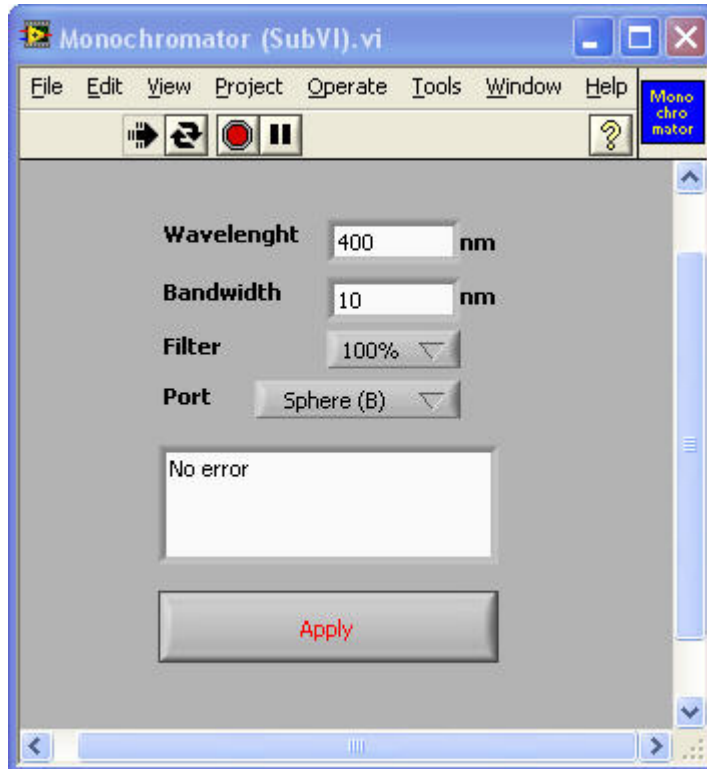 Monochromator (SubVI).vi
File Edit View Project Operate Tools Window Help
Mono
chro
mator
?
Wavelenght 400 nm
Bandwidth 10 nm
Filter 100%
Port Sphere (B)
No error
Apply